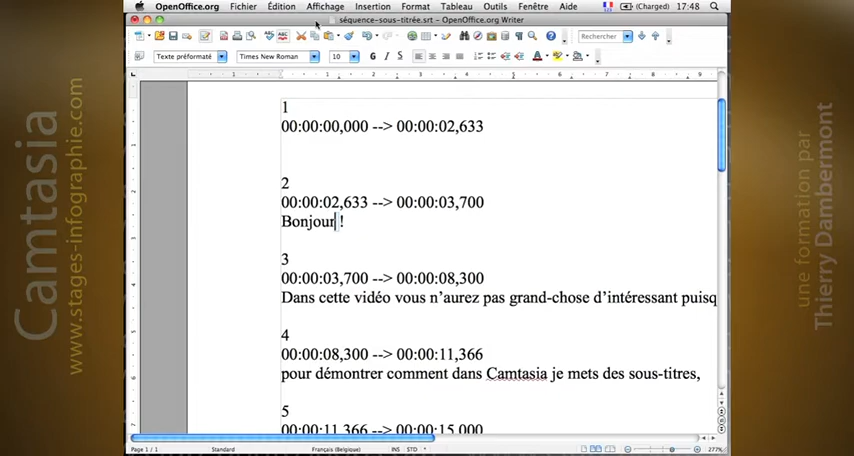 OpenOffice.org Fichier Édition Affichage Insertion Format Tableau Outils Fenêtre Aide (Charged) 17:48
séquence-sous-titrée.srt - OpenOffice.org Writer
Rechercher
Texte préformaté Times New Roman 10 G I S
1
00:00:00,000 --> 00:00:02,633
2
00:00:02,633 --> 00:00:03,700
Bonjour !
3
00:00:03,700 --> 00:00:08,300
Dans cette vidéo vous n’aurez pas grand-chose d’intéressant puisq
4
00:00:08,300 --> 00:00:11,366
pour démontrer comment dans Camtasia je mets des sous-titres,
5
00:00:11,366 --> 00:00:15,000
Page 1 / 1 Standard Français (Belgique) INS STD * 277%
Camtasia
www.stages-infographie.com
une formation par
Thierry Dambermont